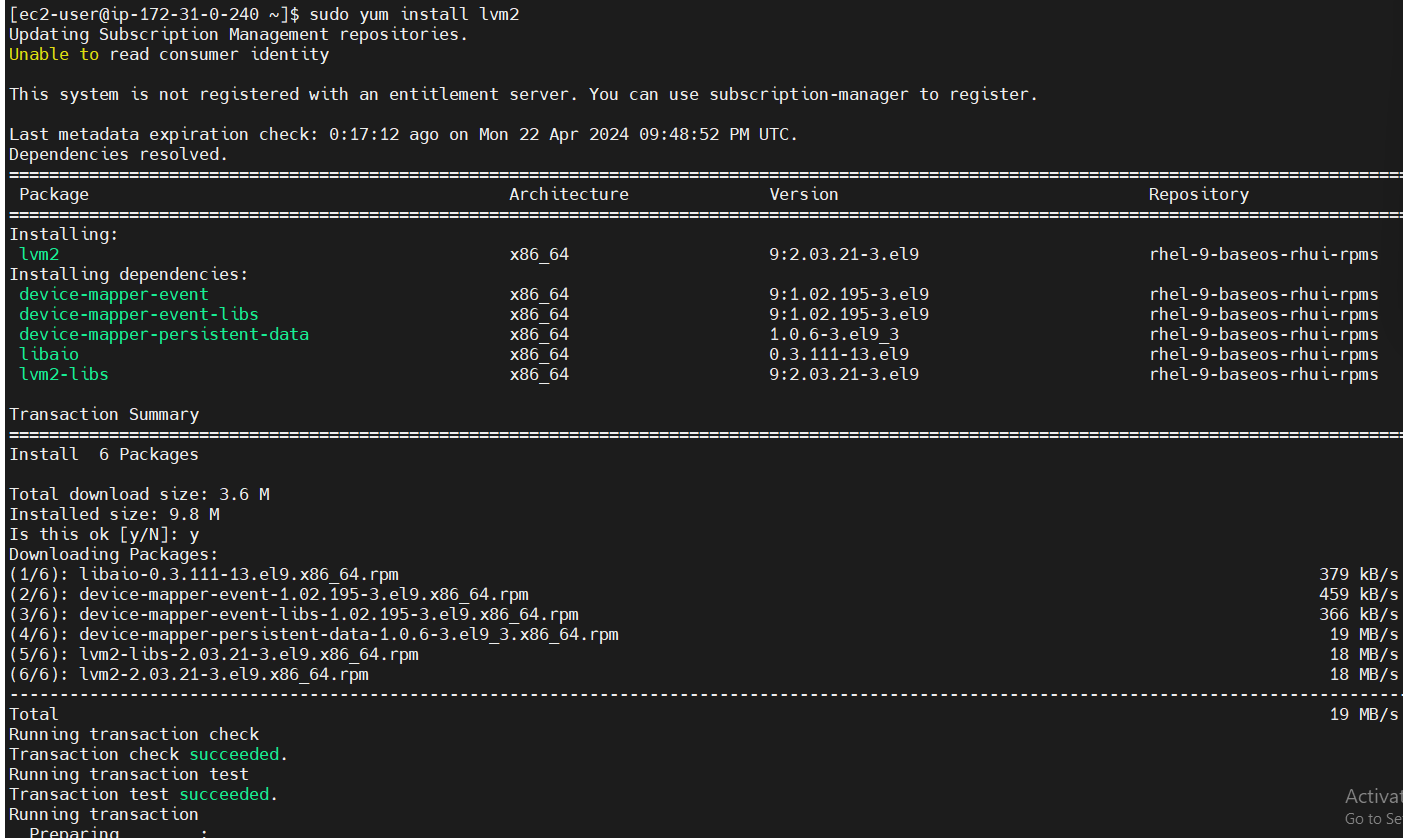 [ec2-user@ip-172-31-0-240 ~]$ sudo yum install lvm2
Updating Subscription Management repositories.
Unable to read consumer identity
This system is not registered with an entitlement server. You can use subscription-manager to register.
Last metadata expiration check: 0:17:12 ago on Mon 22 Apr 2024 09:48:52 PM UTC.
Dependencies resolved.
Package Architecture Version Repository
Installing:
lvm2 x86_64 9:2.03.21-3.el9 rhel-9-baseos-rhui-rpms
Installing dependencies:
device-mapper-event x86_64 9:1.02.195-3.el9 rhel-9-baseos-rhui-rpms
device-mapper-event-libs x86_64 9:1.02.195-3.el9 rhel-9-baseos-rhui-rpms
device-mapper-persistent-data x86_64 1.0.6-3.el9_3 rhel-9-baseos-rhui-rpms
libaio x86_64 0.3.111-13.el9 rhel-9-baseos-rhui-rpms
lvm2-libs x86_64 9:2.03.21-3.el9 rhel-9-baseos-rhui-rpms
Transaction Summary
Install 6 Packages
Total download size: 3.6 M
Installed size: 9.8 M
Is this ok [y/N]: y
Downloading Packages:
(1/6): libaio-0.3.111-13.el9.x86_64.rpm 379 kB/s
(2/6): device-mapper-event-1.02.195-3.el9.x86_64.rpm 459 kB/s
(3/6): device-mapper-event-libs-1.02.195-3.el9.x86_64.rpm 366 kB/s
(4/6): device-mapper-persistent-data-1.0.6-3.el9_3.x86_64.rpm 19 MB/s
(5/6): lvm2-libs-2.03.21-3.el9.x86_64.rpm 18 MB/s
(6/6): lvm2-2.03.21-3.el9.x86_64.rpm 18 MB/s
Total 19 MB/s
Running transaction check
Transaction check succeeded.
Running transaction test
Transaction test succeeded.
Running transaction
Preparing :
Activat
Go to Se